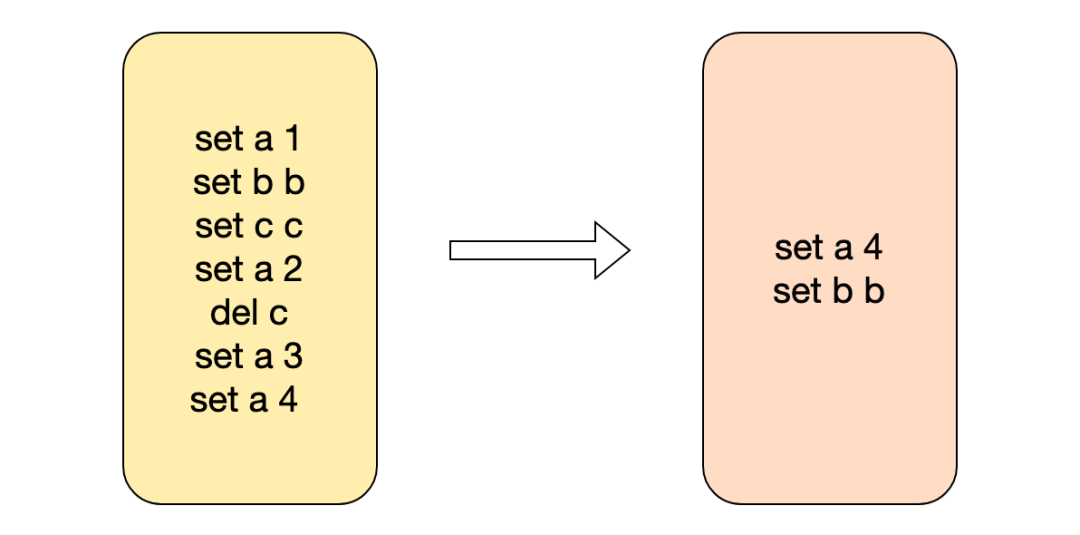 set a 1
set b b
set c c
set a 2
del c
set a 3
set a 4
set a 4
set b b